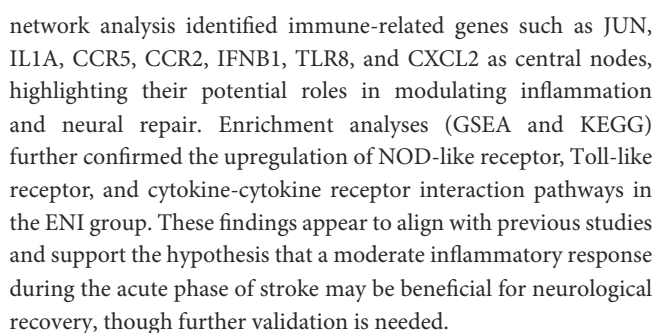 network analysis identified immune-related genes such as JUN,
IL1A, CCR5, CCR2, IFNB1, TLR8, and CXCL2 as central nodes,
highlighting their potential roles in modulating inflammation
and neural repair. Enrichment analyses (GSEA and KEGG)
further confirmed the upregulation of NOD-like receptor, Toll-like
receptor, and cytokine-cytokine receptor interaction pathways in
the ENI group. These findings appear to align with previous studies
and support the hypothesis that a moderate inflammatory response
during the acute phase of stroke may be beneficial for neurological
recovery, though further validation is needed.